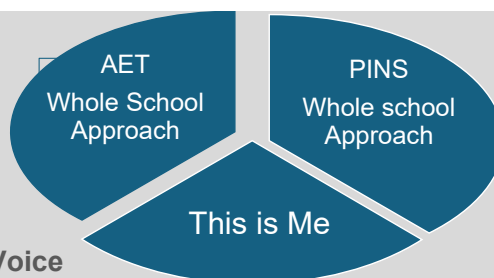 AET
Whole School
Approach
PINS
Whole school
Approach
This is Me
Voice